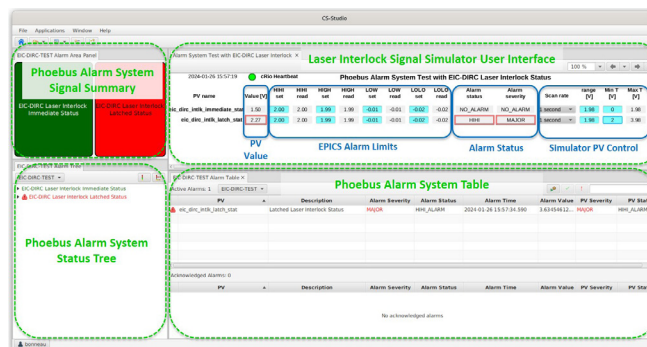 CS-Studio
File Applications Window Help
EIC-DIRC-TEST Alarm Area Panel
Phoebus Alarm System
Signal Summary
EIC-DIRC Laser Interlock
Immediate Status
EIC-DIRC Laser Interlock
Latched Status
Alarm System Test with EIC-DIRC Laser Interlock
Laser Interlock Signal Simulator User Interface
100 %
2024-01-26 15:57:19 cRio Heartbeat Phoebus Alarm System Test with EIC-DIRC Laser Interlock Status
PV name Value [V] HIHI set HIHI read HIGH set HIGH read LOW set LOW read LOLO set LOLO read Alarm status Alarm severity Scan rate range [V] Min T [V] Max T [V]
eic_dirc_intlk_immediate_stat 1.50 2.00 2.00 1.99 1.99 -0.01 -0.01 -0.02 -0.02 NO_ALARM NO_ALARM second 1.98 0 1.98
eic_dirc_intlk_latch_stat 2.27 2.00 2.00 1.99 1.99 -0.01 -0.01 -0.02 -0.02 HIHI MAJOR second 1.98 2 3.98
PV
Value
EPICS Alarm Limits
Alarm Status
Simulator PV Control
EIC-DIRC-TEST Alarm Tree
EIC-DIRC-TEST
EIC-DIRC Laser Interlock Immediate Status
EIC-DIRC Laser Interlock Latched Status
Phoebus Alarm System
Status Tree
EIC-DIRC-TEST Alarm Table
Active Alarms: 1 EIC-DIRC-TEST
Phoebus Alarm System Table
PV Description Alarm Severity Alarm Status Alarm Time Alarm Value PV Severity PV Stat
eic_dirc_intlk_latch_stat Latched Laser Interlock Status MAJOR HIHI_ALARM 2024-01-26 15:57:34.590 3.63454612... MAJOR HIHI_ALARM
Acknowledged Alarms: 0
PV Description Alarm Severity Alarm Status Alarm Time Alarm Value PV Severity PV Stat
No acknowledged alarms
bonneau